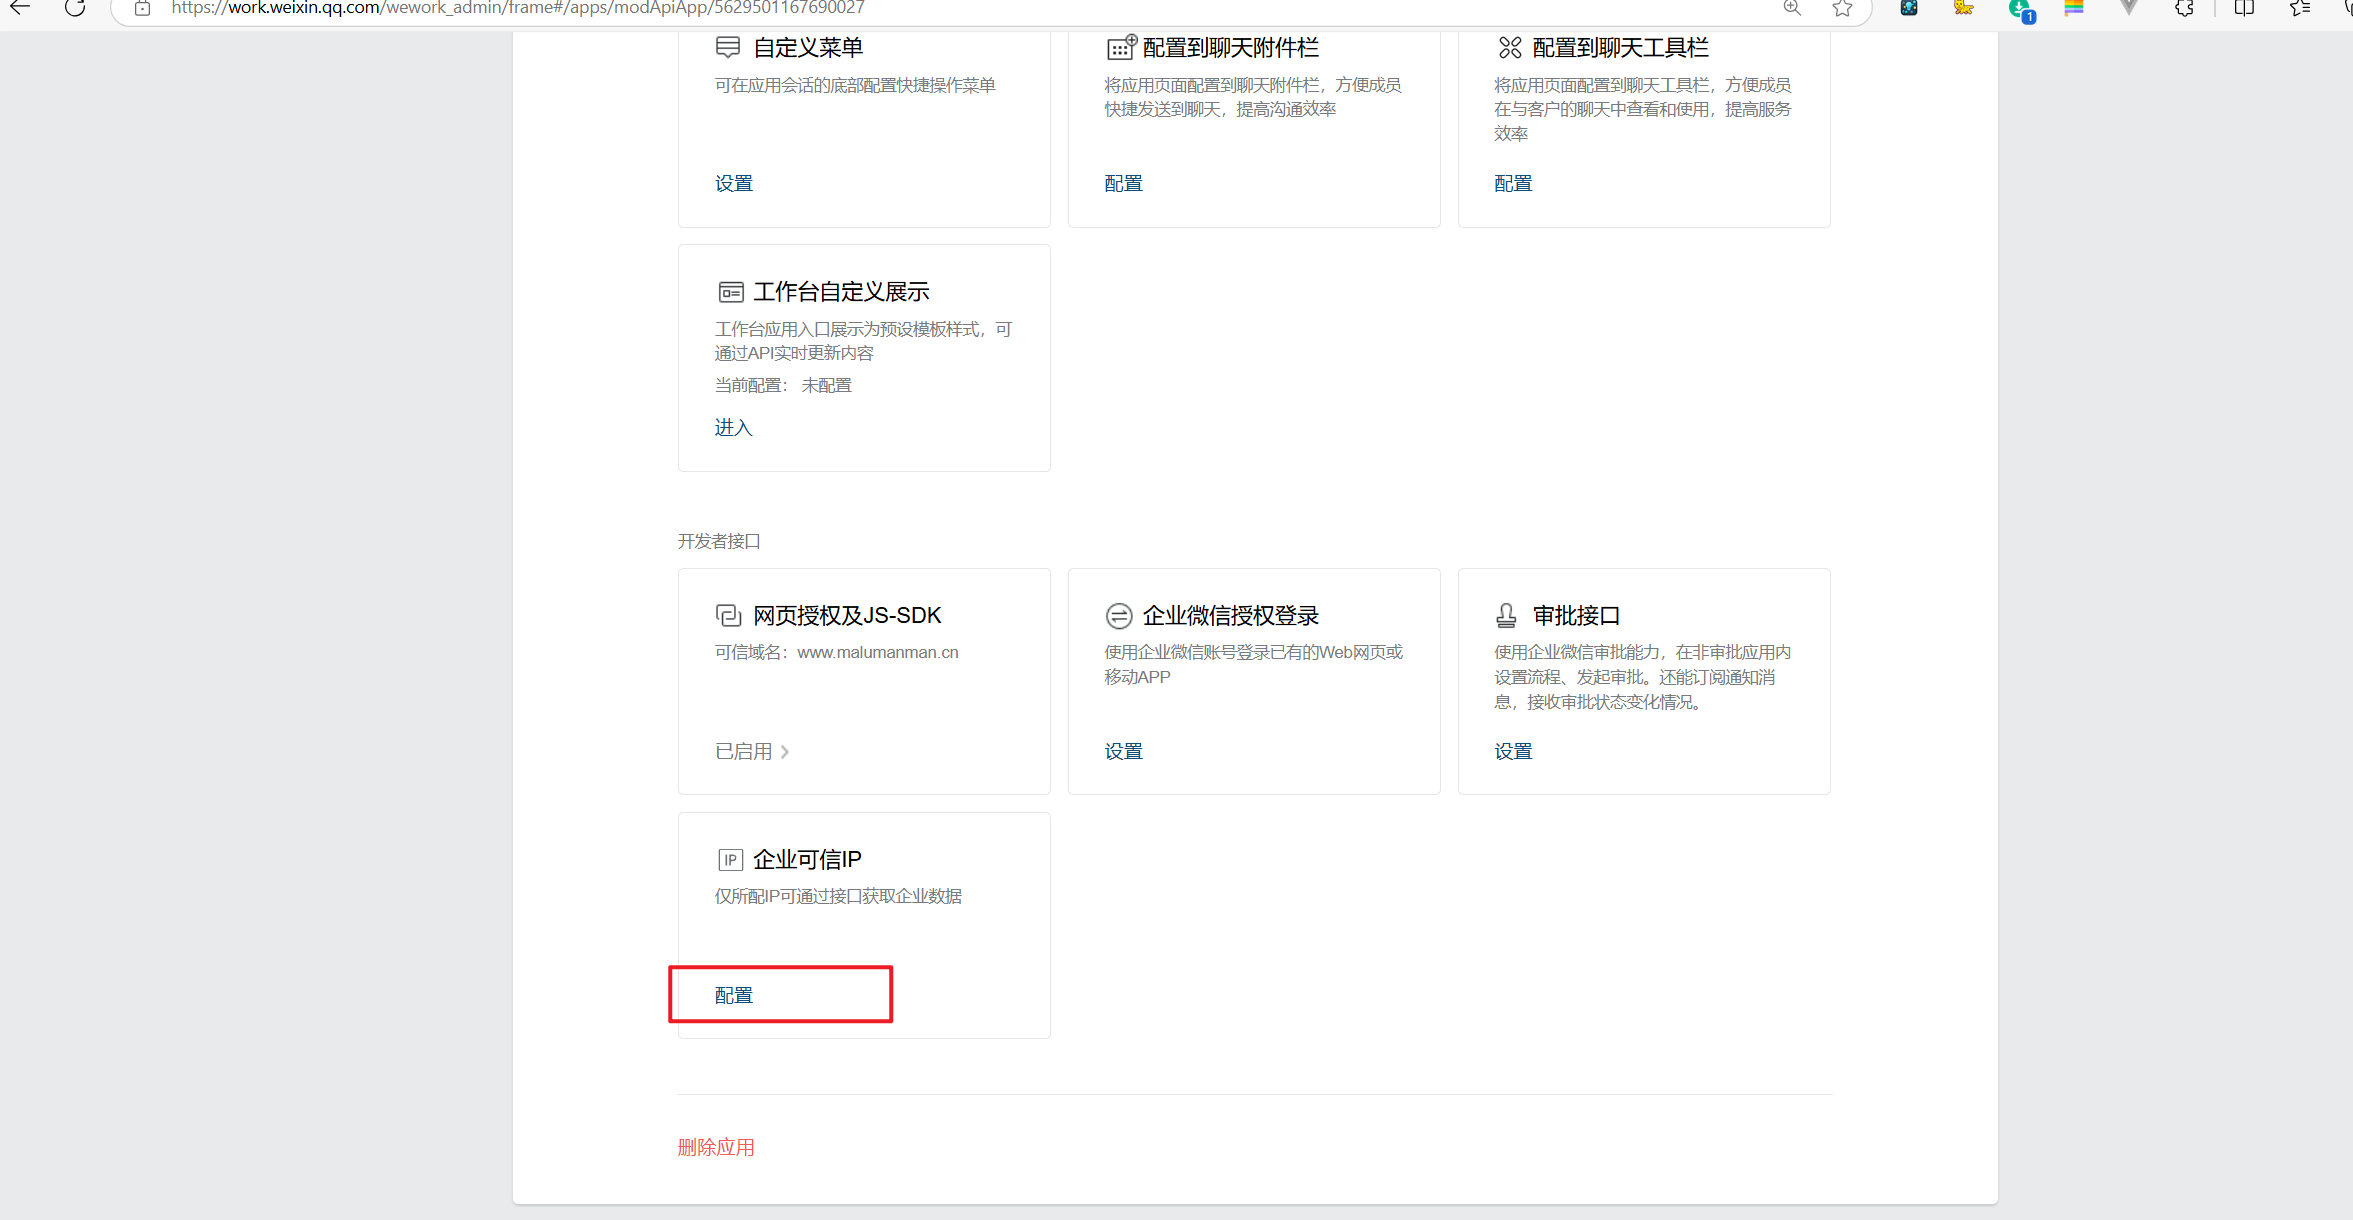 https://work.weixin.qq.com/wework_admin/frame#/apps/modApiApp/5629501167690027
1
自定义菜单
可在应用会话的底部配置快捷操作菜单
设置
配置到聊天附件栏
将应用页面配置到聊天附件栏，方便成员
快捷发送到聊天，提高沟通效率
配置
配置到聊天工具栏
将应用页面配置到聊天工具栏，方便成员
在与客户的聊天中查看和使用，提高服务
效率
配置
工作台自定义展示
工作台应用入口展示为预设模板样式，可
通过API实时更新内容
当前配置： 未配置
进入
开发者接口
网页授权及JS-SDK
可信域名：www.malumanman.cn
已启用
企业微信授权登录
使用企业微信账号登录已有的Web网页或
移动APP
设置
审批接口
使用企业微信审批能力，在非审批应用内
设置流程、发起审批。还能订阅通知消
息，接收审批状态变化情况。
设置
IP
企业可信IP
仅所配IP可通过接口获取企业数据
配置
删除应用